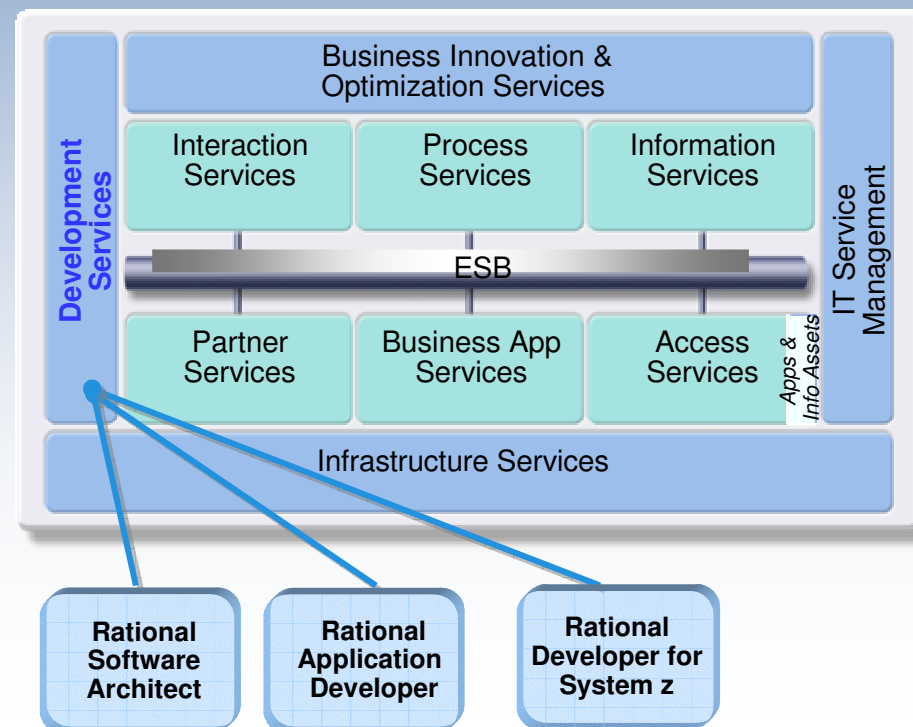 Business Innovation &
Optimization Services
Development
Services
Interaction
Services
Process
Services
Information
Services
IT Service
Management
ESB
Partner
Services
Business App
Services
Access
Services
Apps &
Info Assets
Infrastructure Services
Rational
Software
Architect
Rational
Application
Developer
Rational
Developer for
System z